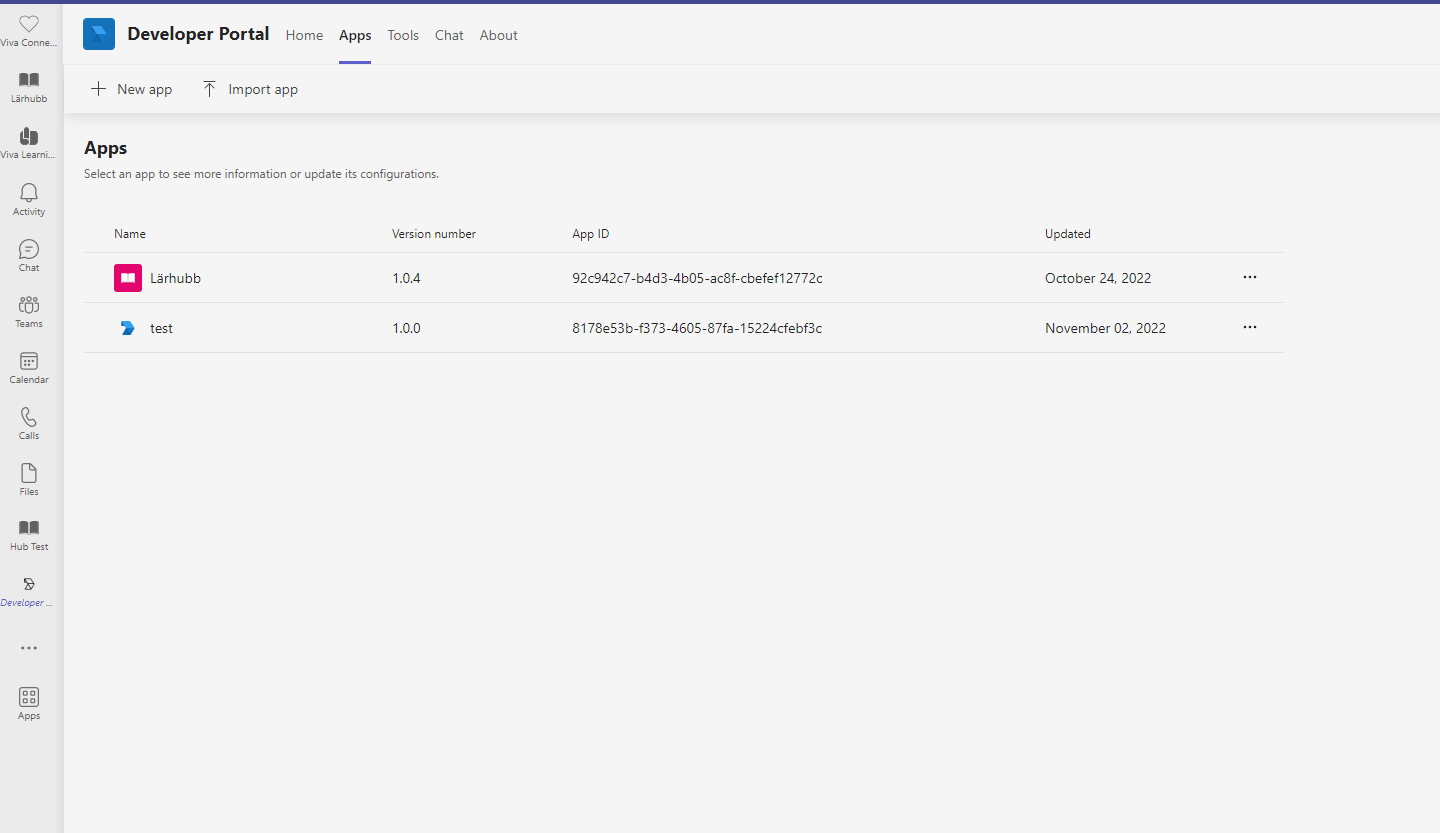 Viva Conne...
Lärhubb
Viva Learni...
Activity
Chat
Teams
Calendar
Calls
Files
Hub Test
Developer ...
Apps
Developer Portal Home Apps Tools Chat About
New app Import app
Apps
Select an app to see more information or update its configurations.
Name Version number App ID Updated
Lärhubb 1.0.4 92c942c7-b4d3-4b05-ac8f-cbefef12772c October 24, 2022
test 1.0.0 8178e53b-f373-4605-87fa-15224cfebf3c November 02, 2022